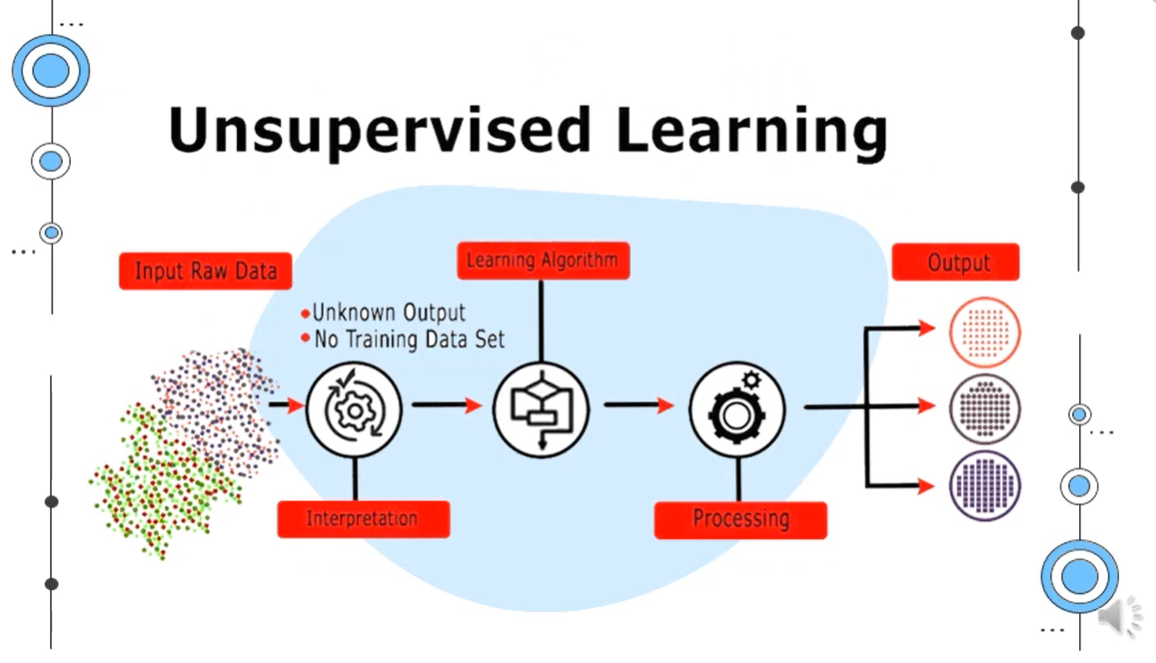 Unsupervised Learning
Input Raw Data
Learning Algorithm
Output
Unknown Output
No Training Data Set
Interpretation
Processing